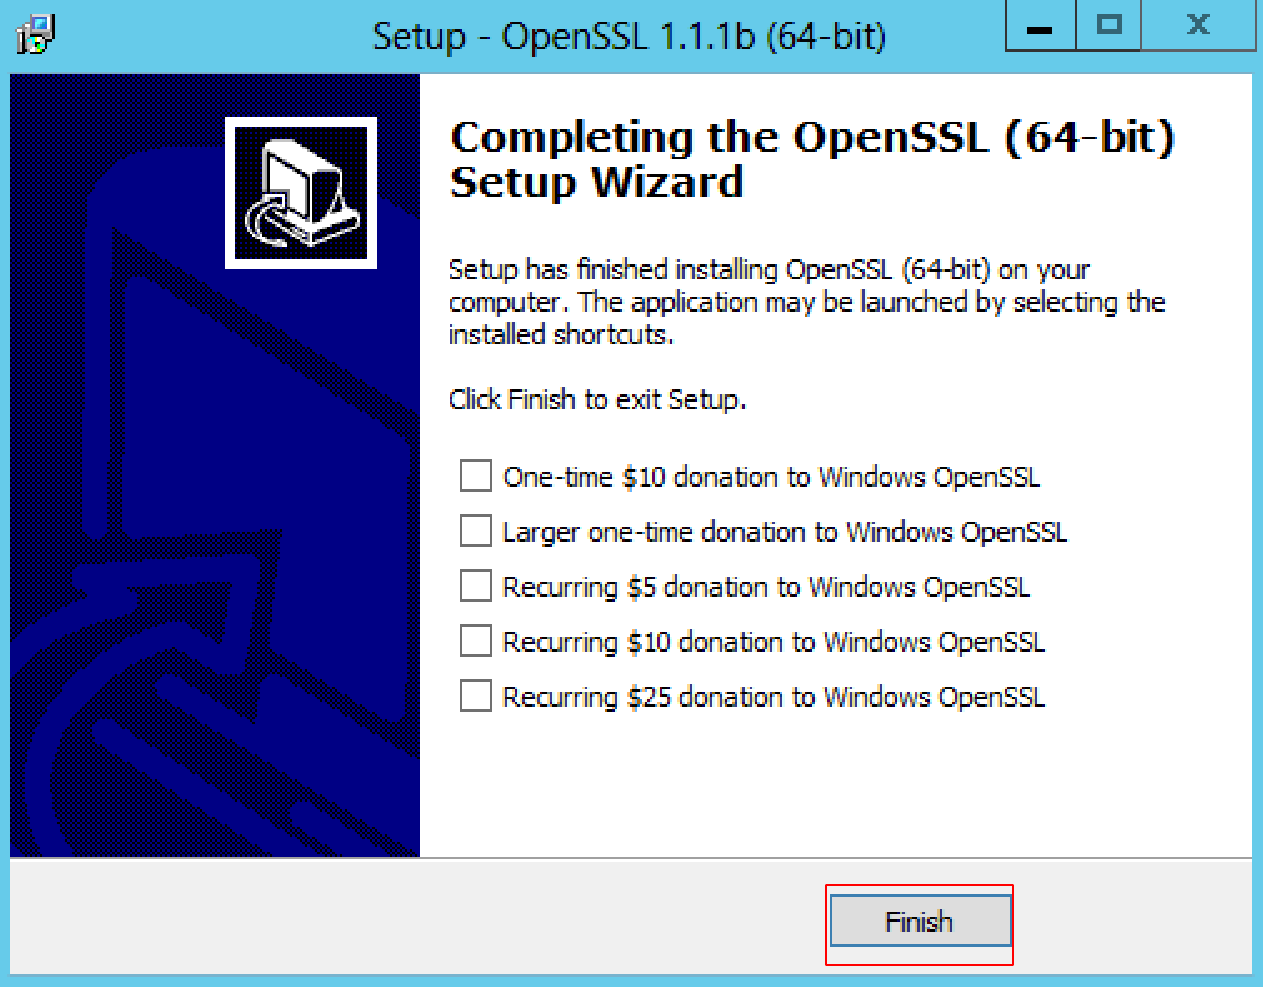 Setup - OpenSSL 1.1.1b (64-bit)
Completing the OpenSSL (64-bit)
Setup Wizard
Setup has finished installing OpenSSL (64-bit) on your
computer. The application may be launched by selecting the
installed shortcuts.
Click Finish to exit Setup.
One-time $10 donation to Windows OpenSSL
Larger one-time donation to Windows OpenSSL
Recurring $5 donation to Windows OpenSSL
Recurring $10 donation to Windows OpenSSL
Recurring $25 donation to Windows OpenSSL
Finish